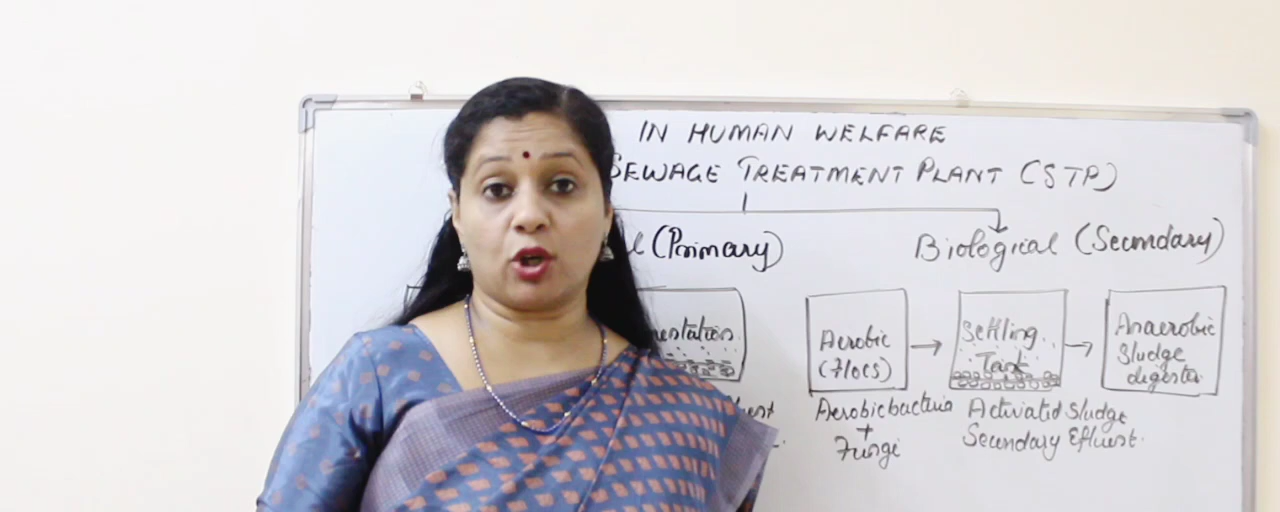 IN HUMAN WELFARE
SEWAGE TREATMENT PLANT (STP)
(Primary)
Biological (Secondary)
Aerobic
(Flocs)
Settling
Tank
Anaerobic
Sludge
digester
Aerobic bacteria
+
Fungi
Activated Sludge
Secondary Effluent.